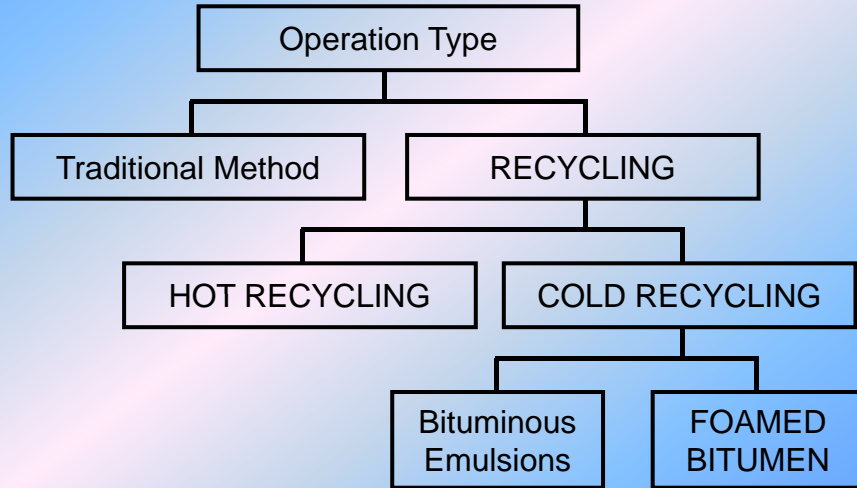 Operation Type
Traditional Method
RECYCLING
HOT RECYCLING
COLD RECYCLING
Bituminous
Emulsions
FOAMED
BITUMEN